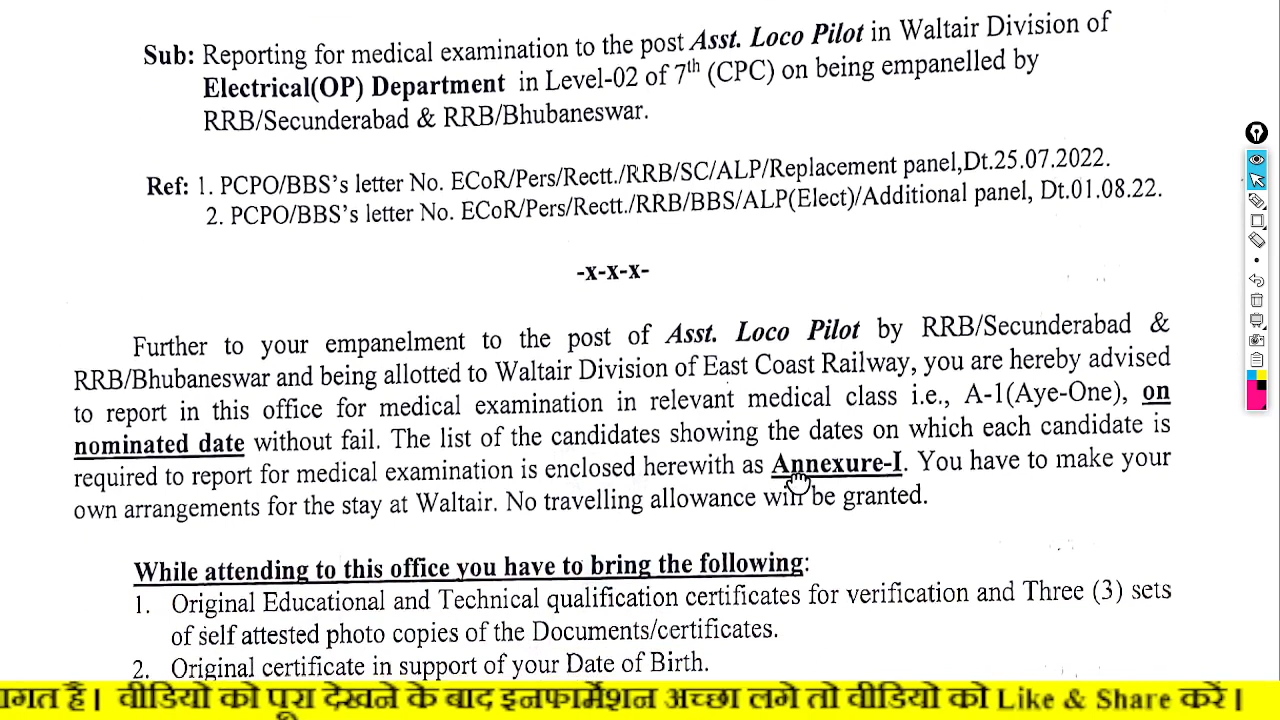 Sub: Reporting for medical examination to the post Asst. Loco Pilot in Waltair Division of
Electrical(OP) Department in Level-02 of 7th (CPC) on being empanelled by
RRB/Secunderabad & RRB/Bhubaneswar.
Ref: 1. PCPO/BBS's letter No. ECoR/Pers/Rectt./RRB/SC/ALP/Replacement panel,Dt.25.07.2022.
2. PCPO/BBS's letter No. ECoR/Pers/Rectt./RRB/BBS/ALP(Elect)/Additional panel, Dt.01.08.22.
-x-x-x-
Further to your empanelment to the post of Asst. Loco Pilot by RRB/Secunderabad &
RRB/Bhubaneswar and being allotted to Waltair Division of East Coast Railway, you are hereby advised
to report in this office for medical examination in relevant medical class i.e., A-1(Aye-One), on
nominated date without fail. The list of the candidates showing the dates on which each candidate is
required to report for medical examination is enclosed herewith as Annexure-I. You have to make your
own arrangements for the stay at Waltair. No travelling allowance will be granted.
While attending to this office you have to bring the following:
1. Original Educational and Technical qualification certificates for verification and Three (3) sets
of self attested photo copies of the Documents/certificates.
2. Original certificate in support of your Date of Birth.
ागत है। वीडियो को पूरा देखने के बाद इनफार्मेशन अच्छा लगे तो वीडियो को Like & Share करें।